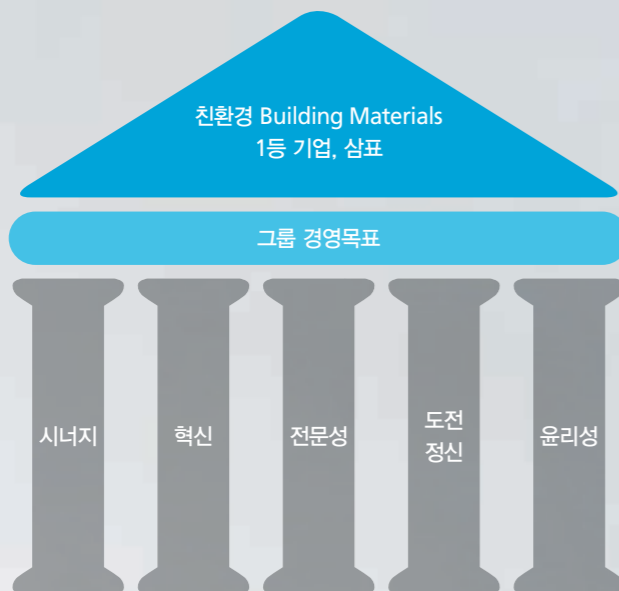 친환경 Building Materials
1등 기업, 삼표
그룹 경영목표
시너지
혁신
전문성
도전
정신
윤리성